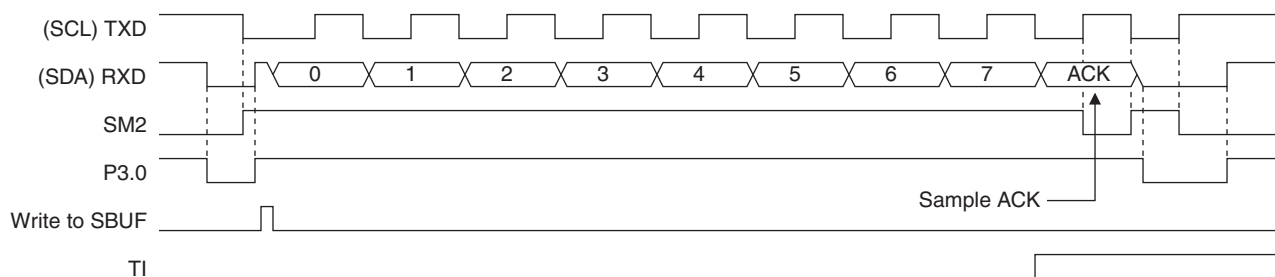 (SCL) TXD
(SDA) RXD 0 1 2 3 4 5 6 7 ACK
SM2
P3.0
Sample ACK
Write to SBUF
TI